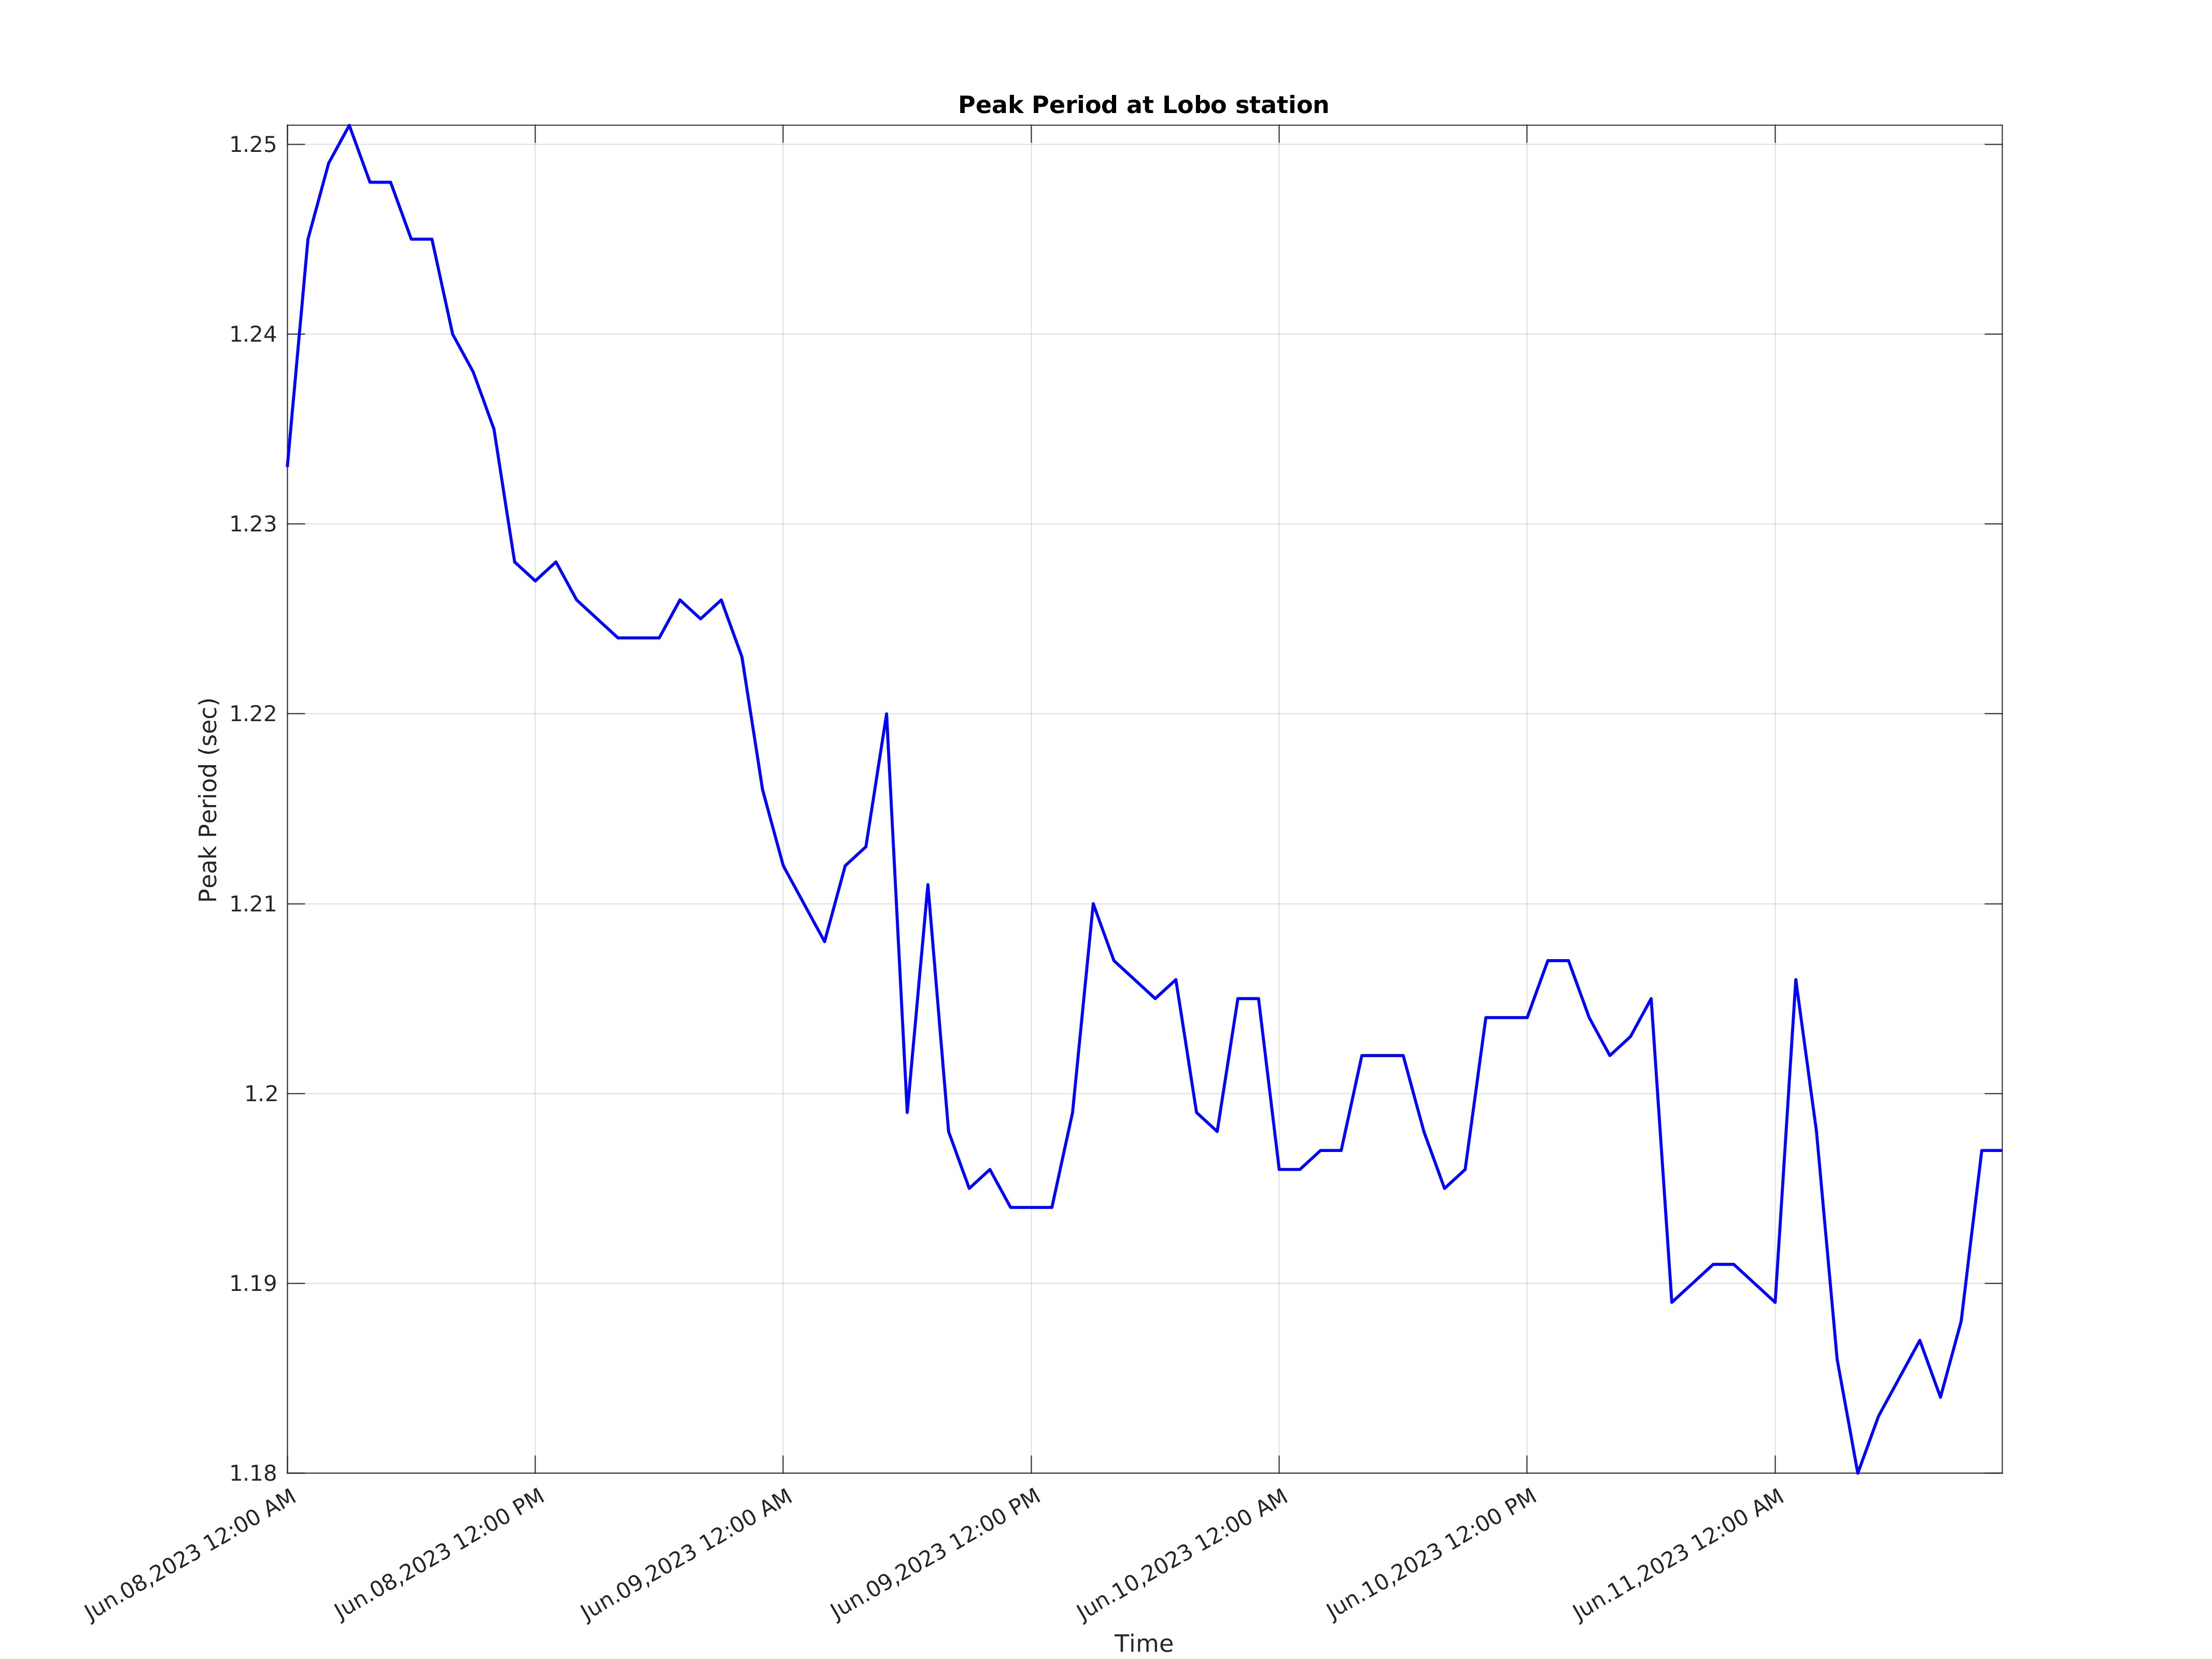 Peak Period at Lobo station
Peak Period (sec)
1.25
1.24
1.23
1.22
1.21
1.2
1.19
1.18
Jun.08,2023 12:00 AM
Jun.08,2023 12:00 PM
Jun.09,2023 12:00 AM
Jun.09,2023 12:00 PM
Jun.10,2023 12:00 AM
Jun.10,2023 12:00 PM
Jun.11,2023 12:00 AM
Time